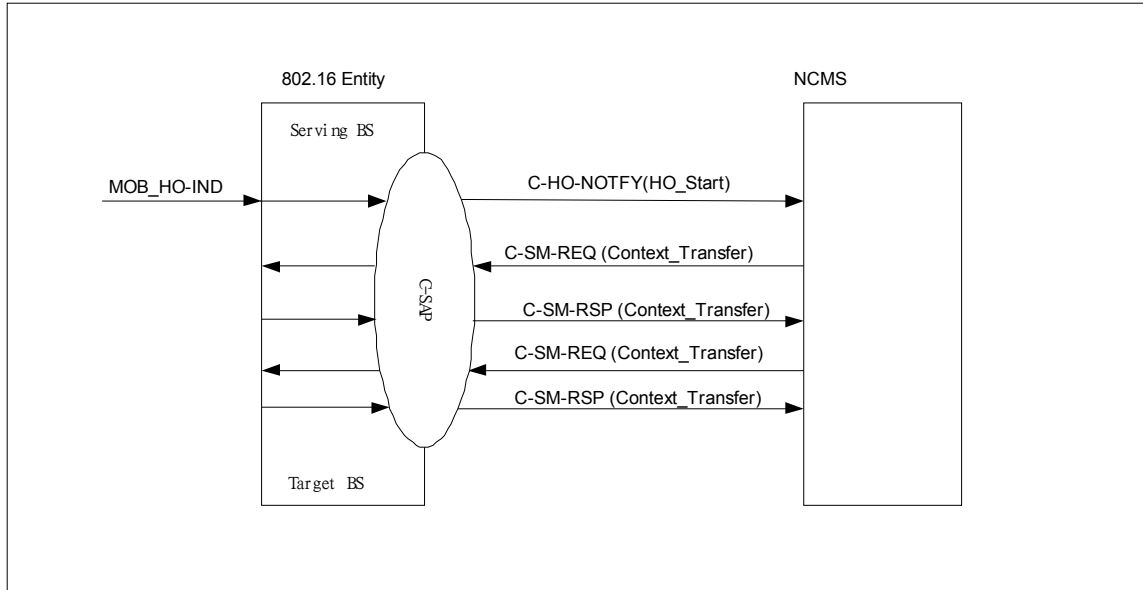 802.16 Entity
NCMS
Serving BS
MOB_HO-IND
C-HO-NOTFY(HO_Start)
C-SM-REQ (Context_Transfer)
C-SAP
C-SM-RSP (Context_Transfer)
C-SM-REQ (Context_Transfer)
C-SM-RSP (Context_Transfer)
Target BS